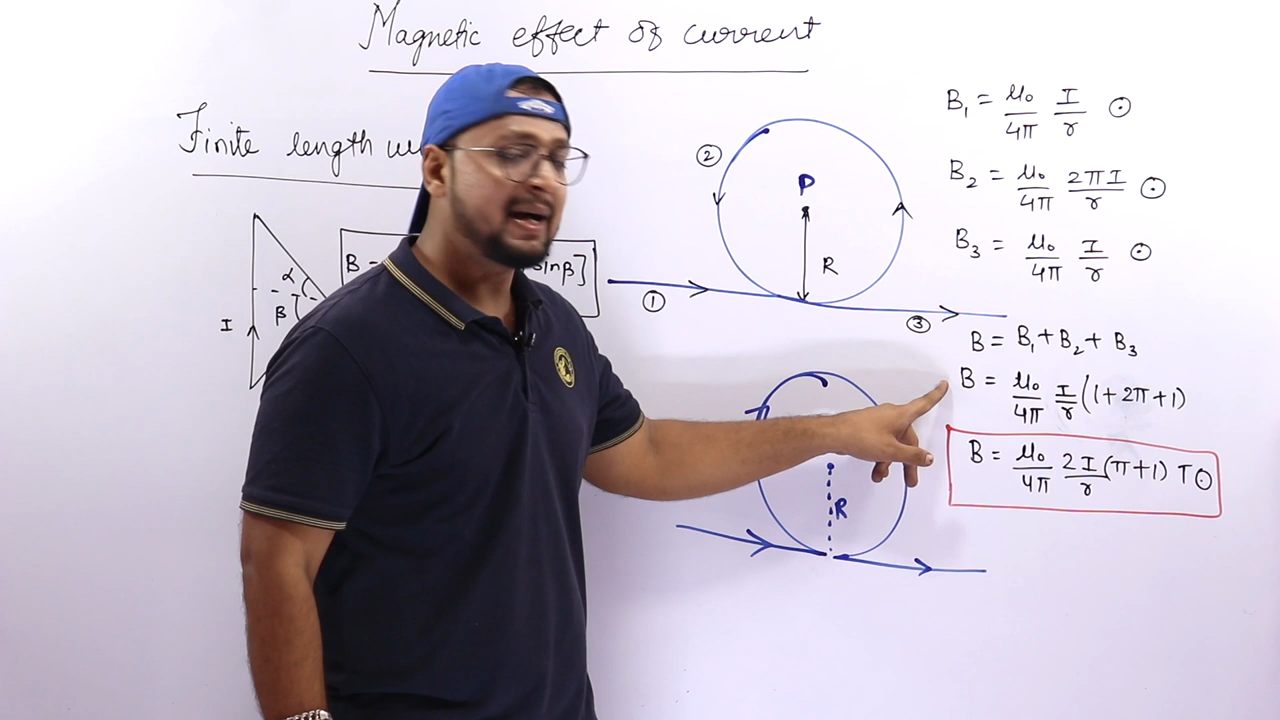 Magnetic effect of current
Finite length
I
α
β
B =
sinβ]
①
②
P
R
③
R
B₁ = μ₀/4π I/r ⊙
B₂ = μ₀/4π 2πI/r ⊙
B₃ = μ₀/4π I/r ⊙
B = B₁ + B₂ + B₃
B = μ₀/4π I/r (1 + 2π + 1)
B = μ₀/4π 2I/r (π + 1) T ⊙